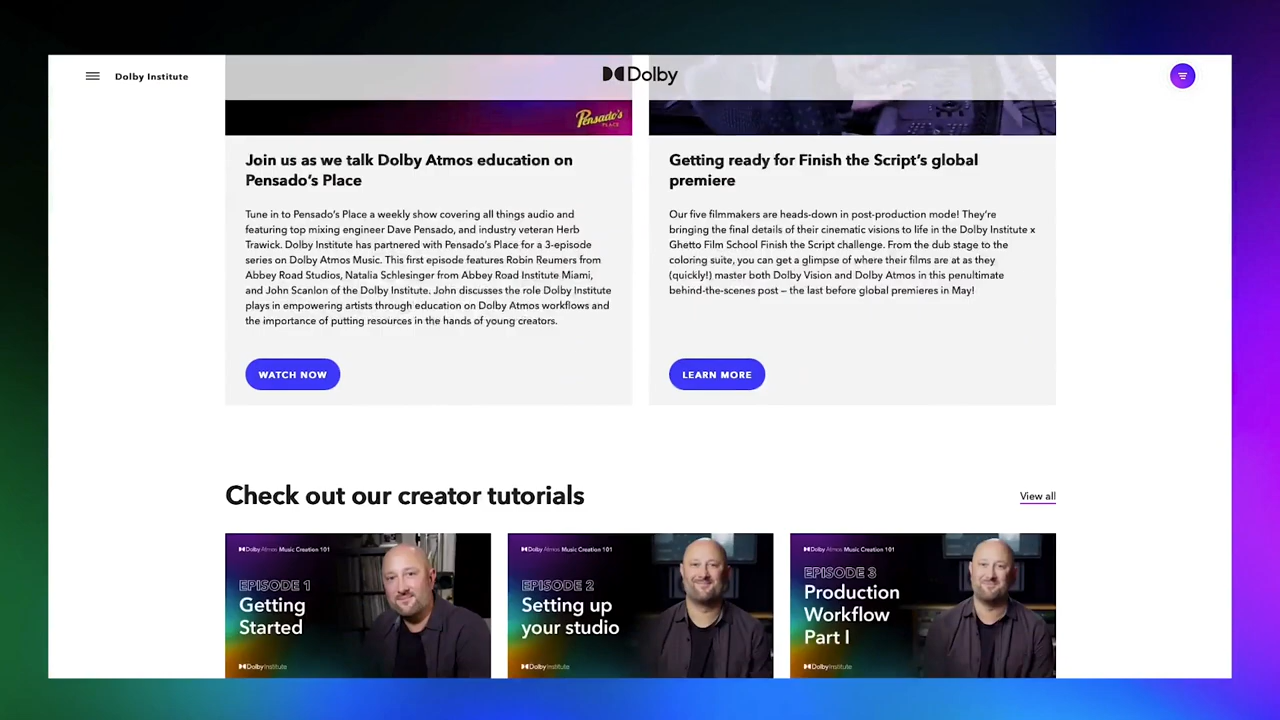 Dolby Institute
Dolby
Pensado's
PLACE
Join us as we talk Dolby Atmos education on
Pensado's Place
Tune in to Pensado's Place a weekly show covering all things audio and
featuring top mixing engineer Dave Pensado, and industry veteran Herb
Trawick. Dolby Institute has partnered with Pensado's Place for a 3-episode
series on Dolby Atmos Music. This first episode features Robin Reumers from
Abbey Road Studios, Natalia Schlesinger from Abbey Road Institute Miami,
and John Scanlon of the Dolby Institute. John discusses the role Dolby Institute
plays in empowering artists through education on Dolby Atmos workflows and
the importance of putting resources in the hands of young creators.
WATCH NOW
Getting ready for Finish the Script's global
premiere
Our five filmmakers are heads-down in post-production mode! They're
bringing the final details of their cinematic visions to life in the Dolby Institute x
Ghetto Film School Finish the Script challenge. From the dub stage to the
coloring suite, you can get a glimpse of where their films are at as they
(quickly!) master both Dolby Vision and Dolby Atmos in this penultimate
behind-the-scenes post – the last before global premieres in May!
LEARN MORE
Check out our creator tutorials
View all
Dolby Atmos Music Creation 101
EPISODE 1
Getting
Started
Dolby Institute
Dolby Atmos Music Creation 101
EPISODE 2
Setting up
your studio
Dolby Institute
Dolby Atmos Music Creation 101
EPISODE 3
Production
Workflow
Part I
Dolby Institute